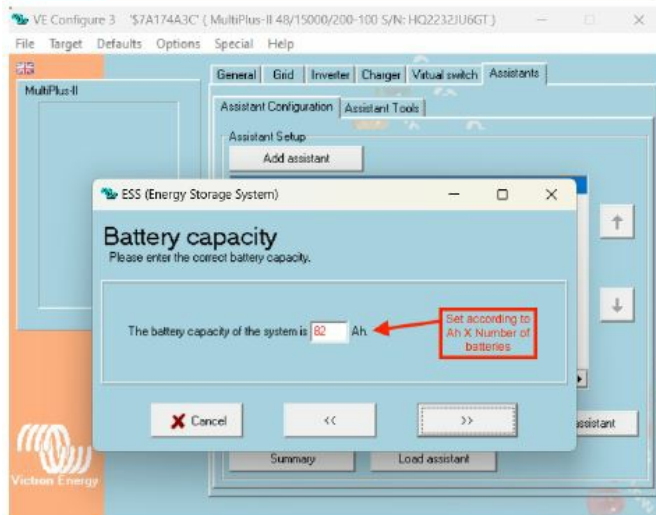 VE Configure 3 '$7A174A3C' ( MultiPlus-II 48/15000/200-100 S/N: HQ2232JU6GT )
File Target Defaults Options Special Help
General Grid Inverter Charger Virtual switch Assistants
MultiPlus-II
Assistant Configuration Assistant Tools
Assistant Setup
Add assistant
ESS (Energy Storage System)
Battery capacity
Please enter the correct battery capacity.
The battery capacity of the system is 82 Ah.
Set according to
Ah X Number of
batteries
X Cancel << >>
assistant
Summary Load assistant
Victron Energy